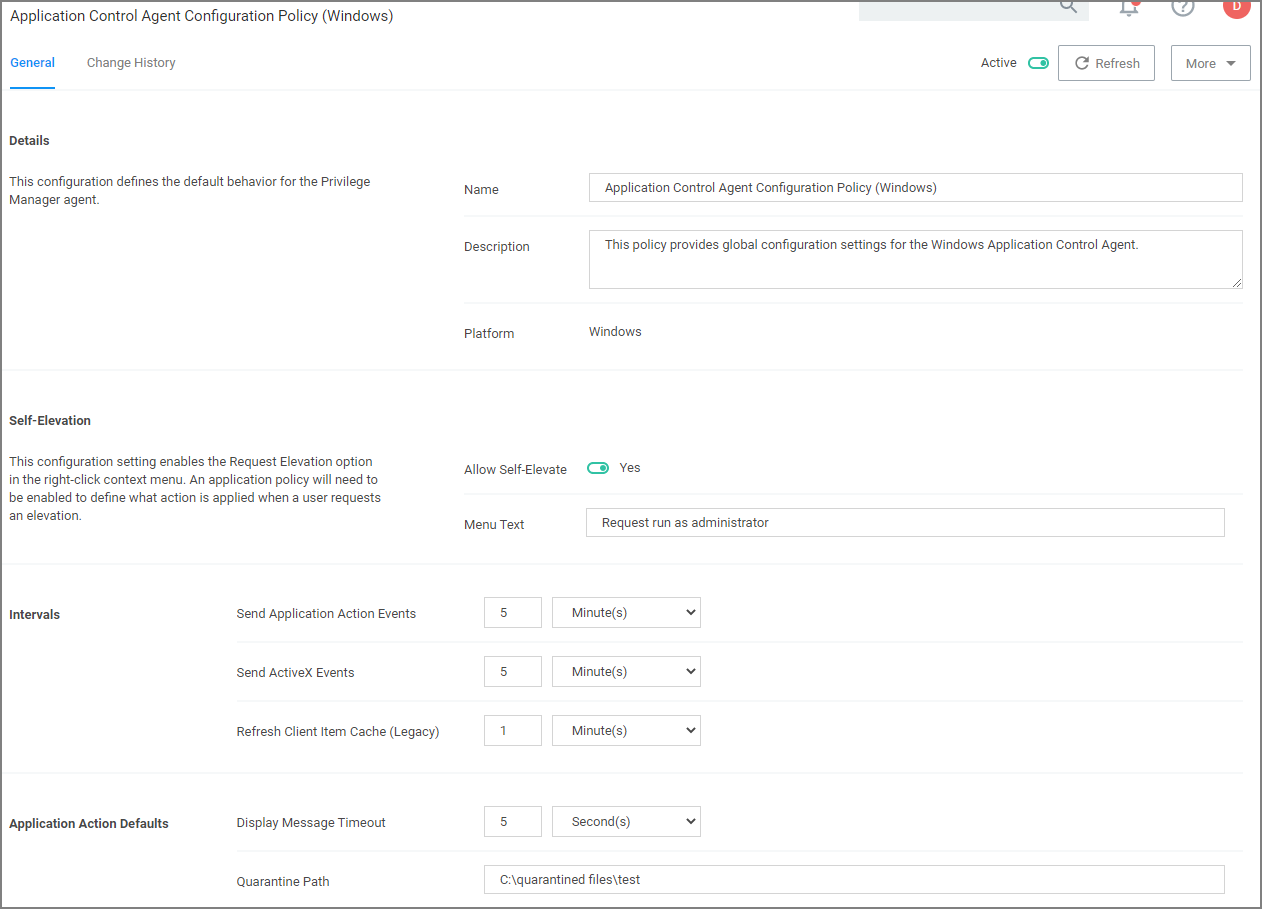 Application Control Agent Configuration Policy (Windows)
D
General
Change History
Active
Refresh
More
Details
This configuration defines the default behavior for the Privilege
Manager agent.
Name
Application Control Agent Configuration Policy (Windows)
Description
This policy provides global configuration settings for the Windows Application Control Agent.
Platform
Windows
Self-Elevation
This configuration setting enables the Request Elevation option
in the right-click context menu. An application policy will need to
be enabled to define what action is applied when a user requests
an elevation.
Allow Self-Elevate
Yes
Menu Text
Request run as administrator
Intervals
Send Application Action Events
5
Minute(s)
Send ActiveX Events
5
Minute(s)
Refresh Client Item Cache (Legacy)
1
Minute(s)
Application Action Defaults
Display Message Timeout
5
Second(s)
Quarantine Path
C:\quarantined files\test